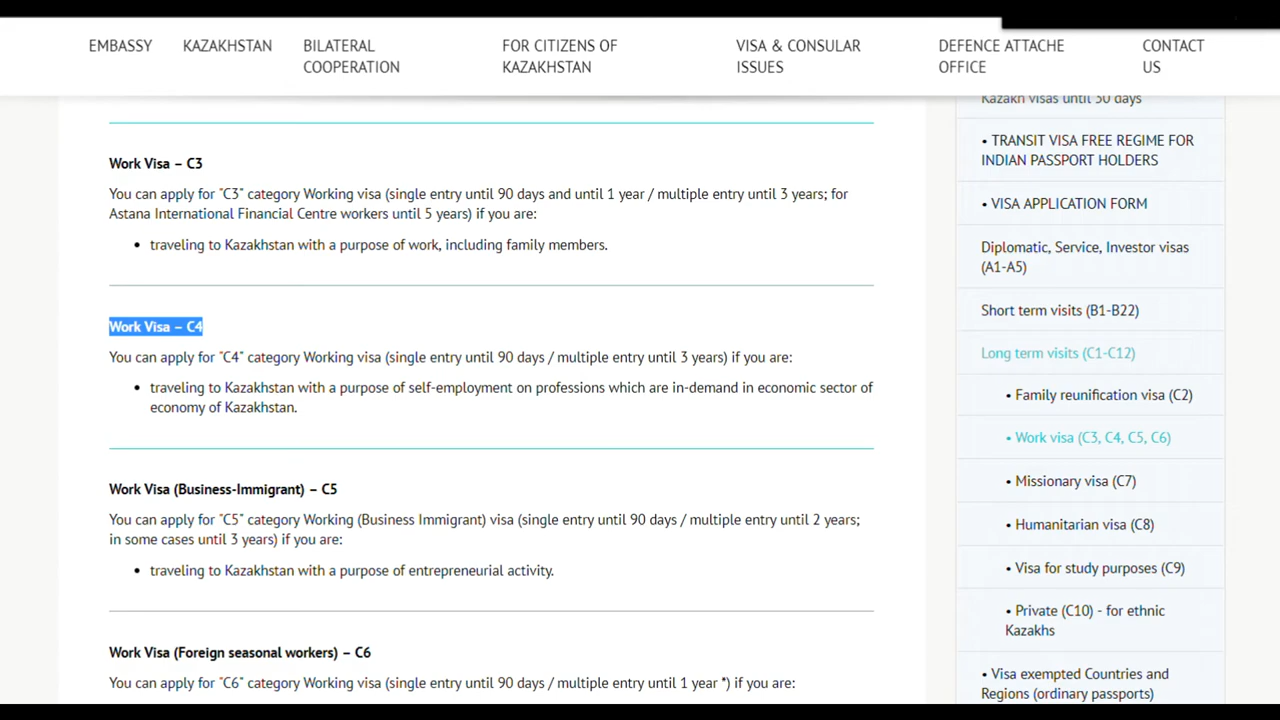 EMBASSY
KAZAKHSTAN
BILATERAL
COOPERATION
FOR CITIZENS OF
KAZAKHSTAN
VISA & CONSULAR
ISSUES
DEFENCE ATTACHE
OFFICE
CONTACT
US
Work Visa – C3
You can apply for "C3" category Working visa (single entry until 90 days and until 1 year / multiple entry until 3 years; for
Astana International Financial Centre workers until 5 years) if you are:
• traveling to Kazakhstan with a purpose of work, including family members.
Work Visa – C4
You can apply for "C4" category Working visa (single entry until 90 days / multiple entry until 3 years) if you are:
• traveling to Kazakhstan with a purpose of self-employment on professions which are in-demand in economic sector of
economy of Kazakhstan.
Work Visa (Business-Immigrant) – C5
You can apply for "C5" category Working (Business Immigrant) visa (single entry until 90 days / multiple entry until 2 years;
in some cases until 3 years) if you are:
• traveling to Kazakhstan with a purpose of entrepreneurial activity.
Work Visa (Foreign seasonal workers) – C6
You can apply for "C6" category Working visa (single entry until 90 days / multiple entry until 1 year *) if you are:
Kazakh visas until 30 days
• TRANSIT VISA FREE REGIME FOR
INDIAN PASSPORT HOLDERS
• VISA APPLICATION FORM
Diplomatic, Service, Investor visas
(A1-A5)
Short term visits (B1-B22)
Long term visits (C1-C12)
• Family reunification visa (C2)
• Work visa (C3, C4, C5, C6)
• Missionary visa (C7)
• Humanitarian visa (C8)
• Visa for study purposes (C9)
• Private (C10) - for ethnic
Kazakhs
• Visa exempted Countries and
Regions (ordinary passports)